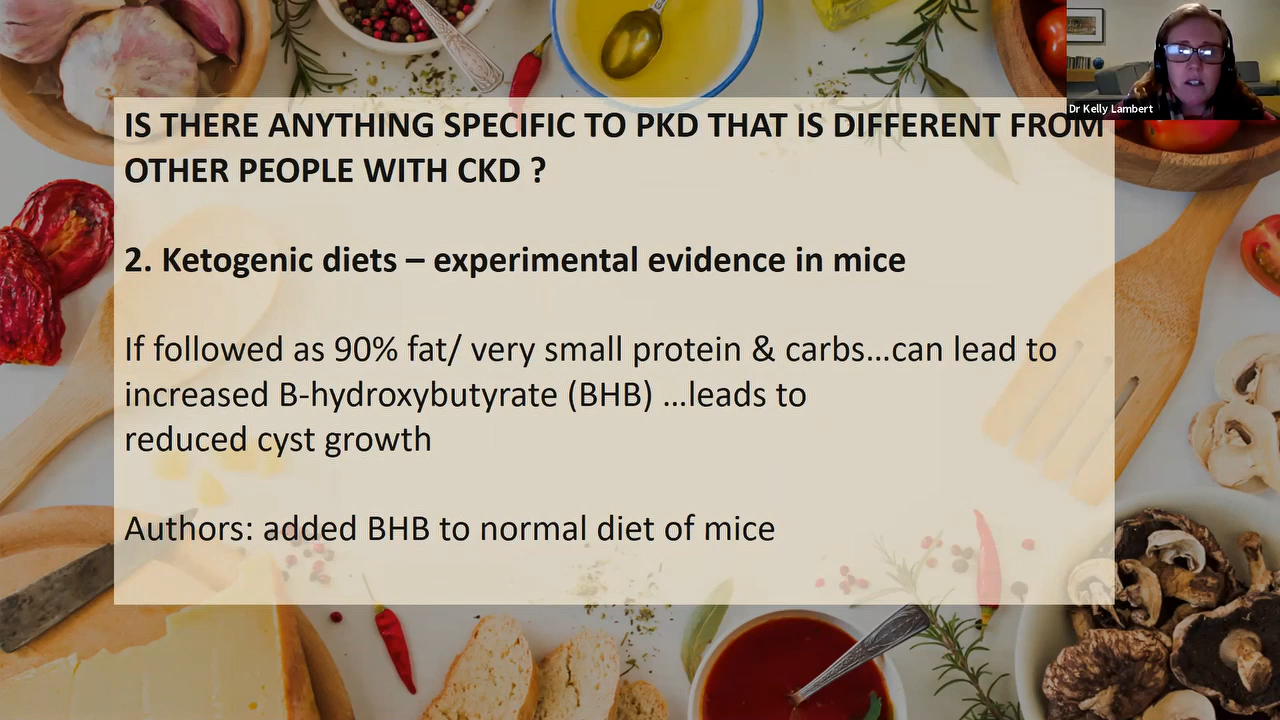 Dr Kelly Lambert
IS THERE ANYTHING SPECIFIC TO PKD THAT IS DIFFERENT FROM
OTHER PEOPLE WITH CKD ?
2. Ketogenic diets – experimental evidence in mice
If followed as 90% fat/ very small protein & carbs…can lead to
increased B-hydroxybutyrate (BHB) …leads to
reduced cyst growth
Authors: added BHB to normal diet of mice